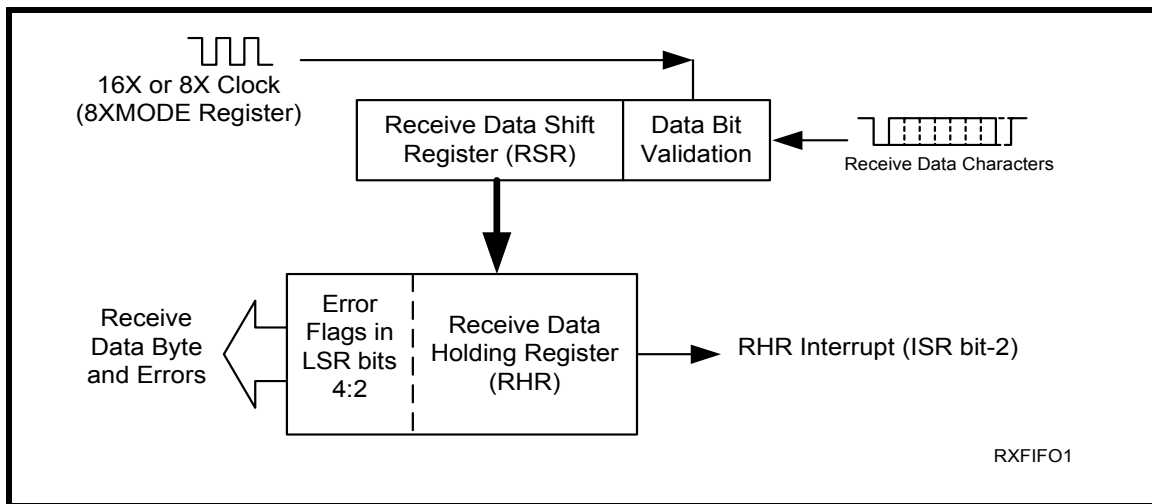 16X or 8X Clock
(8XMODE Register)
Receive Data Shift
Register (RSR)
Data Bit
Validation
Receive Data Characters
Receive
Data Byte
and Errors
Error
Flags in
LSR bits
4:2
Receive Data
Holding Register
(RHR)
RHR Interrupt (ISR bit-2)
RXFIFO1